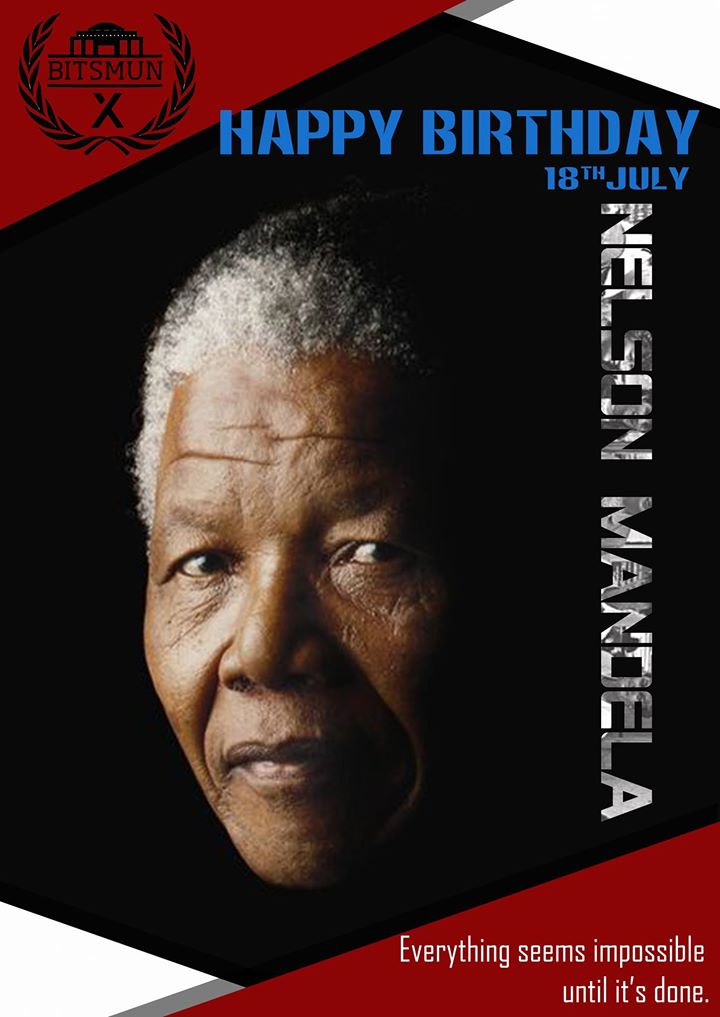 BITSMUN
X
HAPPY BIRTHDAY
18TH JULY
NELSON MANDELA
Everything seems impossible
until it's done.